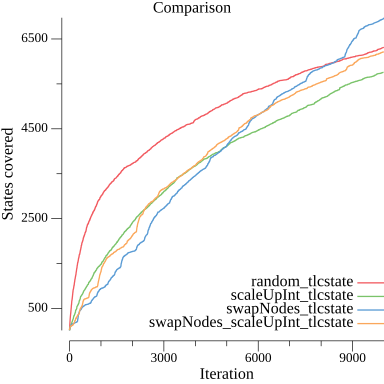 Comparison
6500
4500
2500
500
States covered
random_tlcstate
scaleUpInt_tlcstate
swapNodes_tlcstate
swapNodes_scaleUpInt_tlcstate
0 3000 6000 9000
Iteration